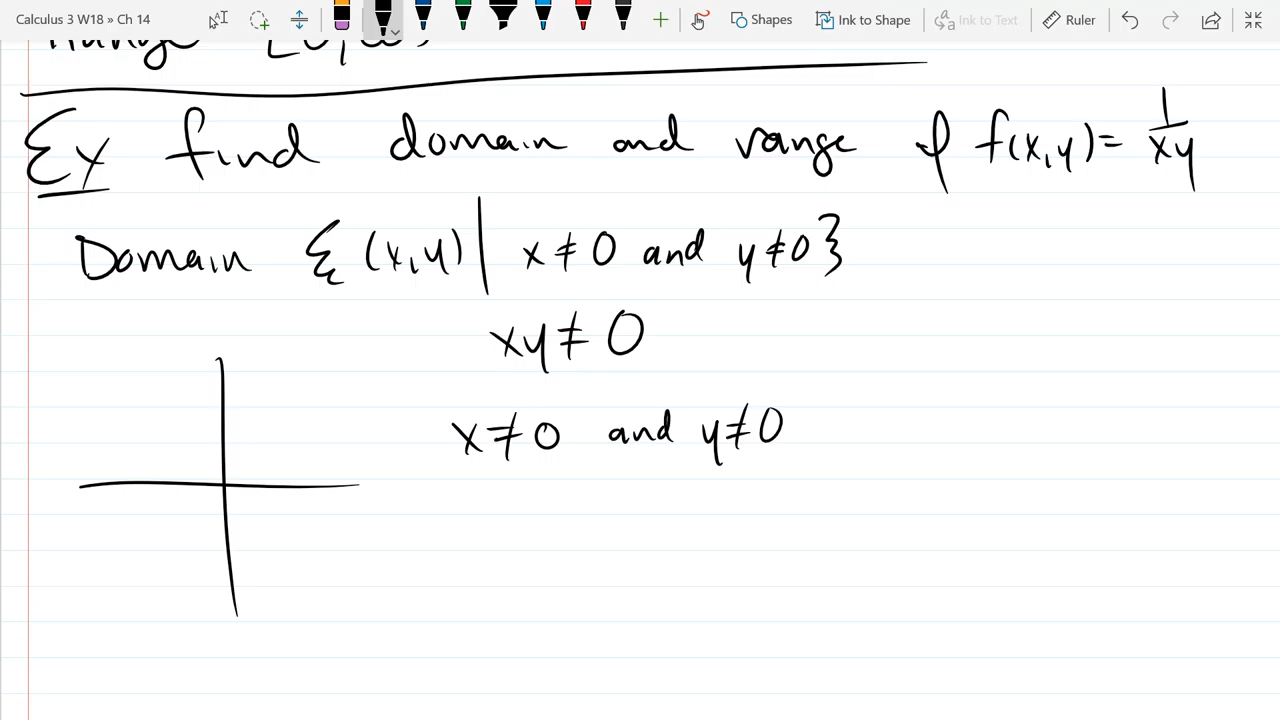 Calculus 3 W18 » Ch 14
Shapes
Ink to Shape
Ink to Text
Ruler
Ex find domain and range of f(x,y) = 1/xy
Domain {(x,y) | x ≠ 0 and y ≠ 0}
xy ≠ 0
x ≠ 0 and y ≠ 0